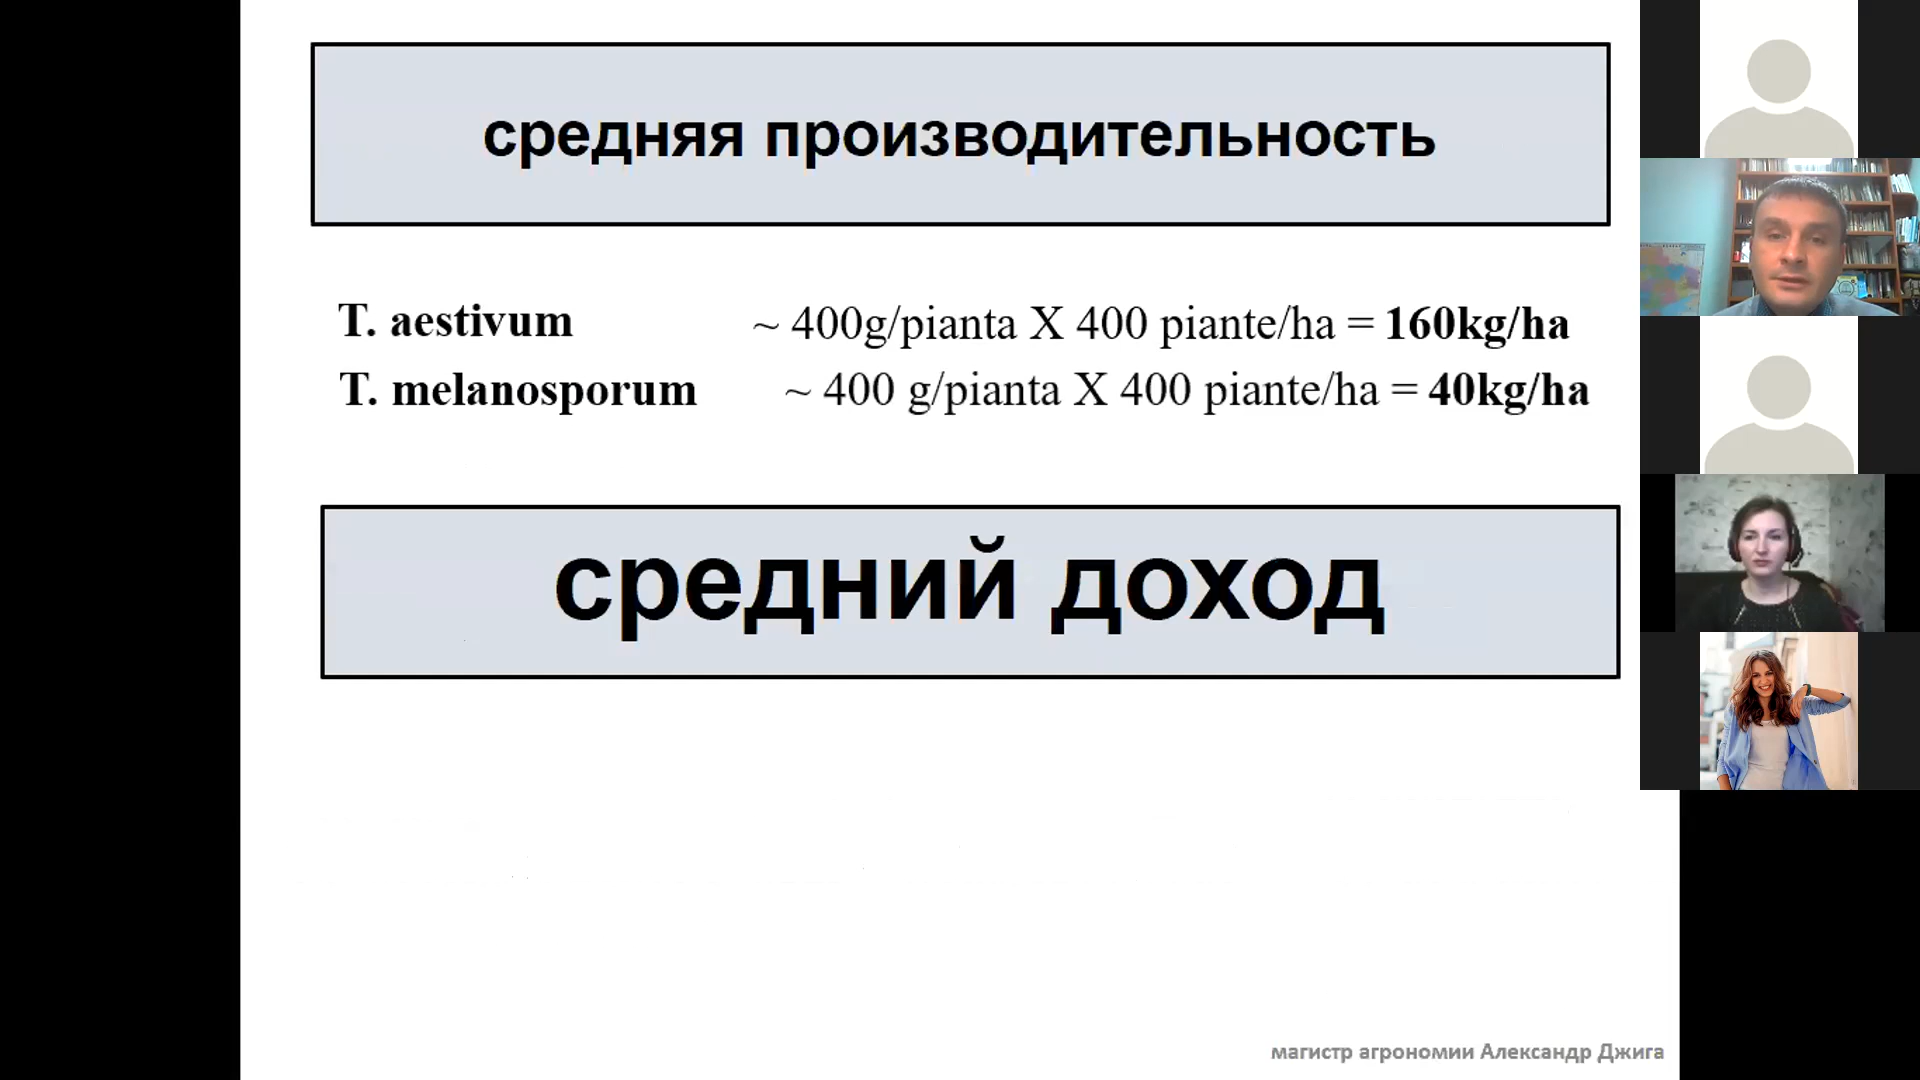 средняя производительность
T. aestivum ~ 400g/pianta X 400 piante/ha = 160kg/ha
T. melanosporum ~ 400 g/pianta X 400 piante/ha = 40kg/ha
средний доход
магистр агрономии Александр Джига